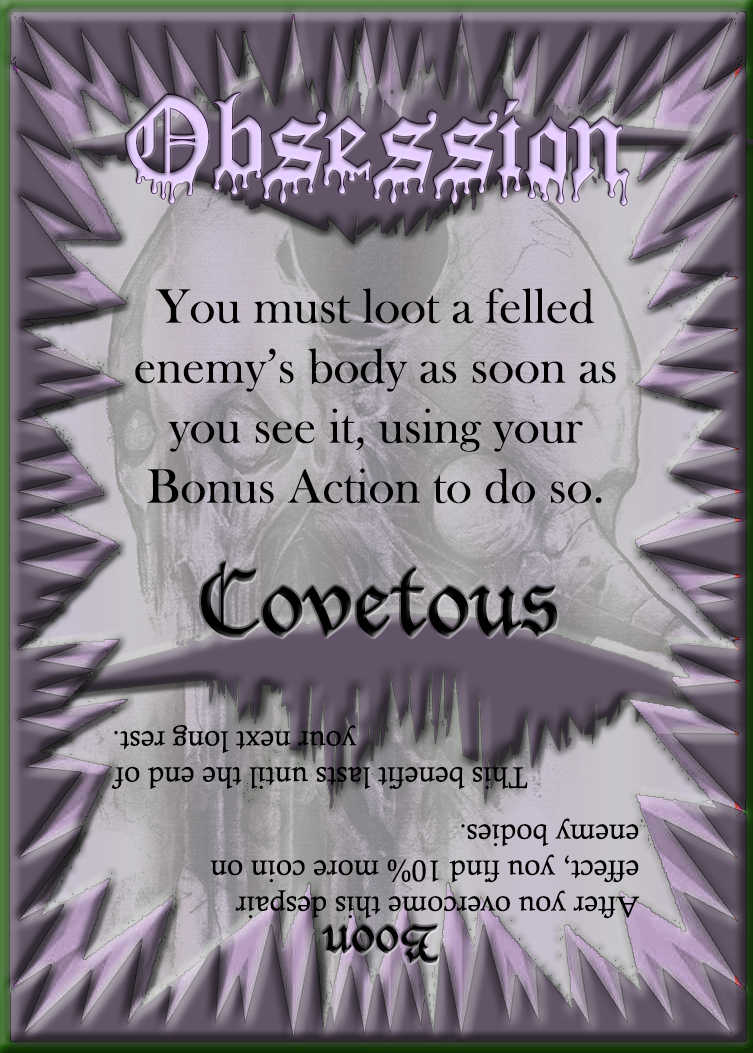 Obsession
You must loot a felled
enemy’s body as soon as
you see it, using your
Bonus Action to do so.
Covetous
Boon
After you overcome this despair
effect, you find 10% more coin on
enemy bodies.
This benefit lasts until the end of
your next long rest.